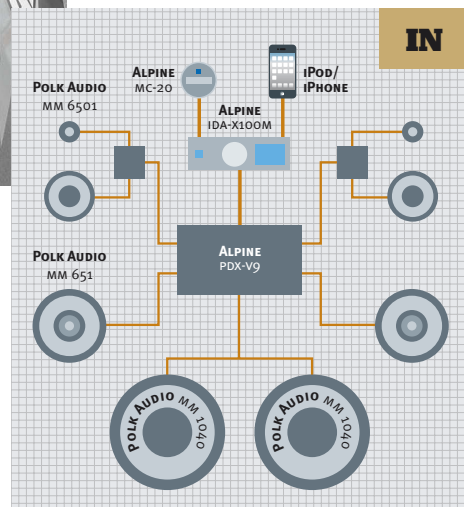 IN
ALPINE
MC-20
iPOD/
iPHONE
POLK AUDIO
MM 6501
ALPINE
IDA-X100M
ALPINE
PDX-V9
POLK AUDIO
MM 651
POLK AUDIO MM 1040
POLK AUDIO MM 1040